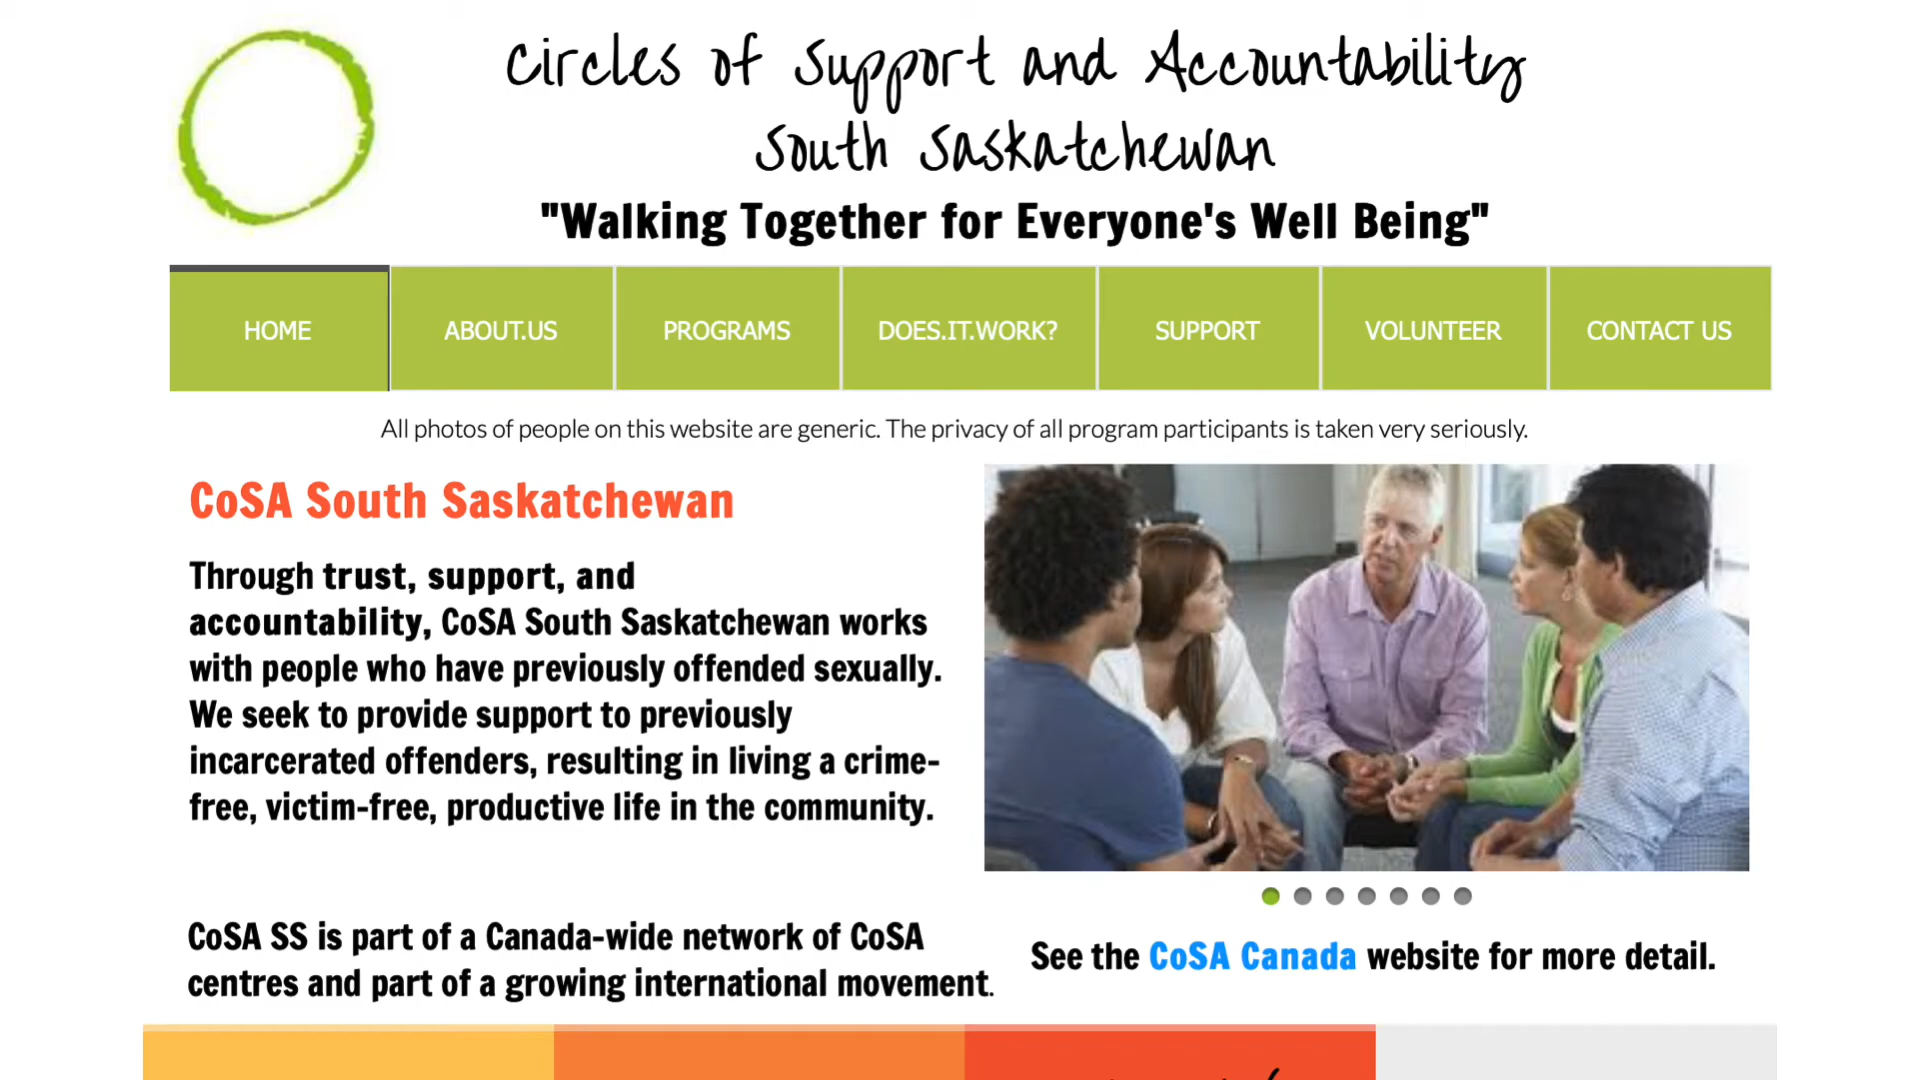 Circles of Support and Accountability
South Saskatchewan
"Walking Together for Everyone's Well Being"
HOME ABOUT.US PROGRAMS DOES.IT.WORK? SUPPORT VOLUNTEER CONTACT US
All photos of people on this website are generic. The privacy of all program participants is taken very seriously.
CoSA South Saskatchewan
Through trust, support, and
accountability, CoSA South Saskatchewan works
with people who have previously offended sexually.
We seek to provide support to previously
incarcerated offenders, resulting in living a crime-
free, victim-free, productive life in the community.
CoSA SS is part of a Canada-wide network of CoSA
centres and part of a growing international movement.
See the CoSA Canada website for more detail.